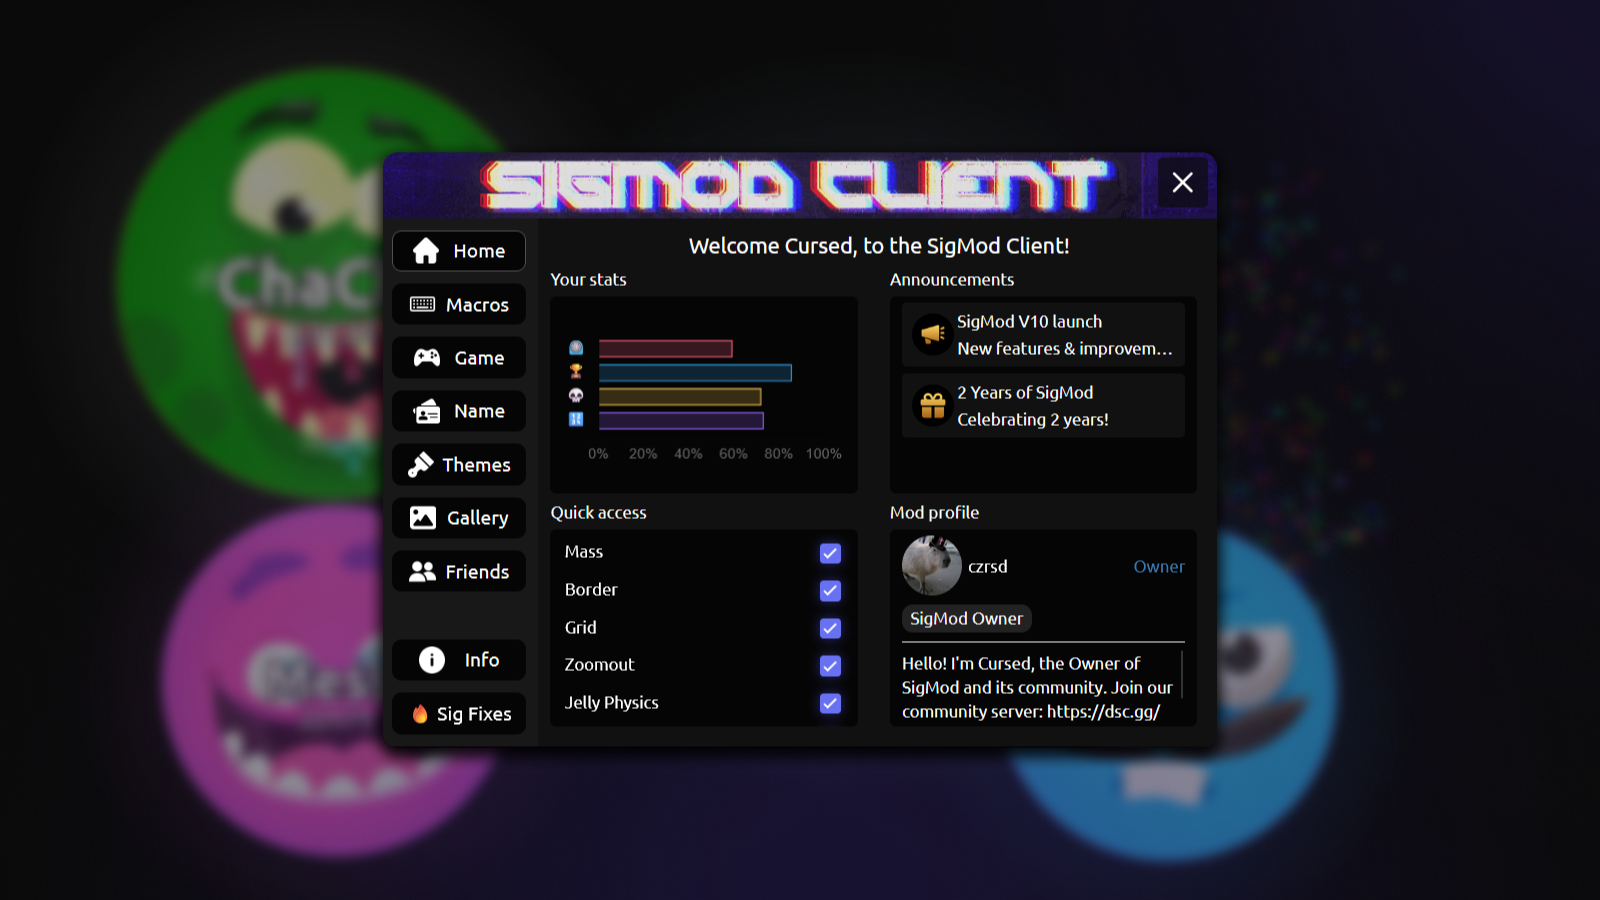 SIGMOD CLIENT
Home
Macros
Game
Name
Themes
Gallery
Friends
Info
Sig Fixes
Welcome Cursed, to the SigMod Client!
Your stats
0% 20% 40% 60% 80% 100%
Announcements
SigMod V10 launch
New features & improvem...
2 Years of SigMod
Celebrating 2 years!
Quick access
Mass
Border
Grid
Zoomout
Jelly Physics
Mod profile
czrsd
Owner
SigMod Owner
Hello! I'm Cursed, the Owner of
SigMod and its community. Join our
community server: https://dsc.gg/